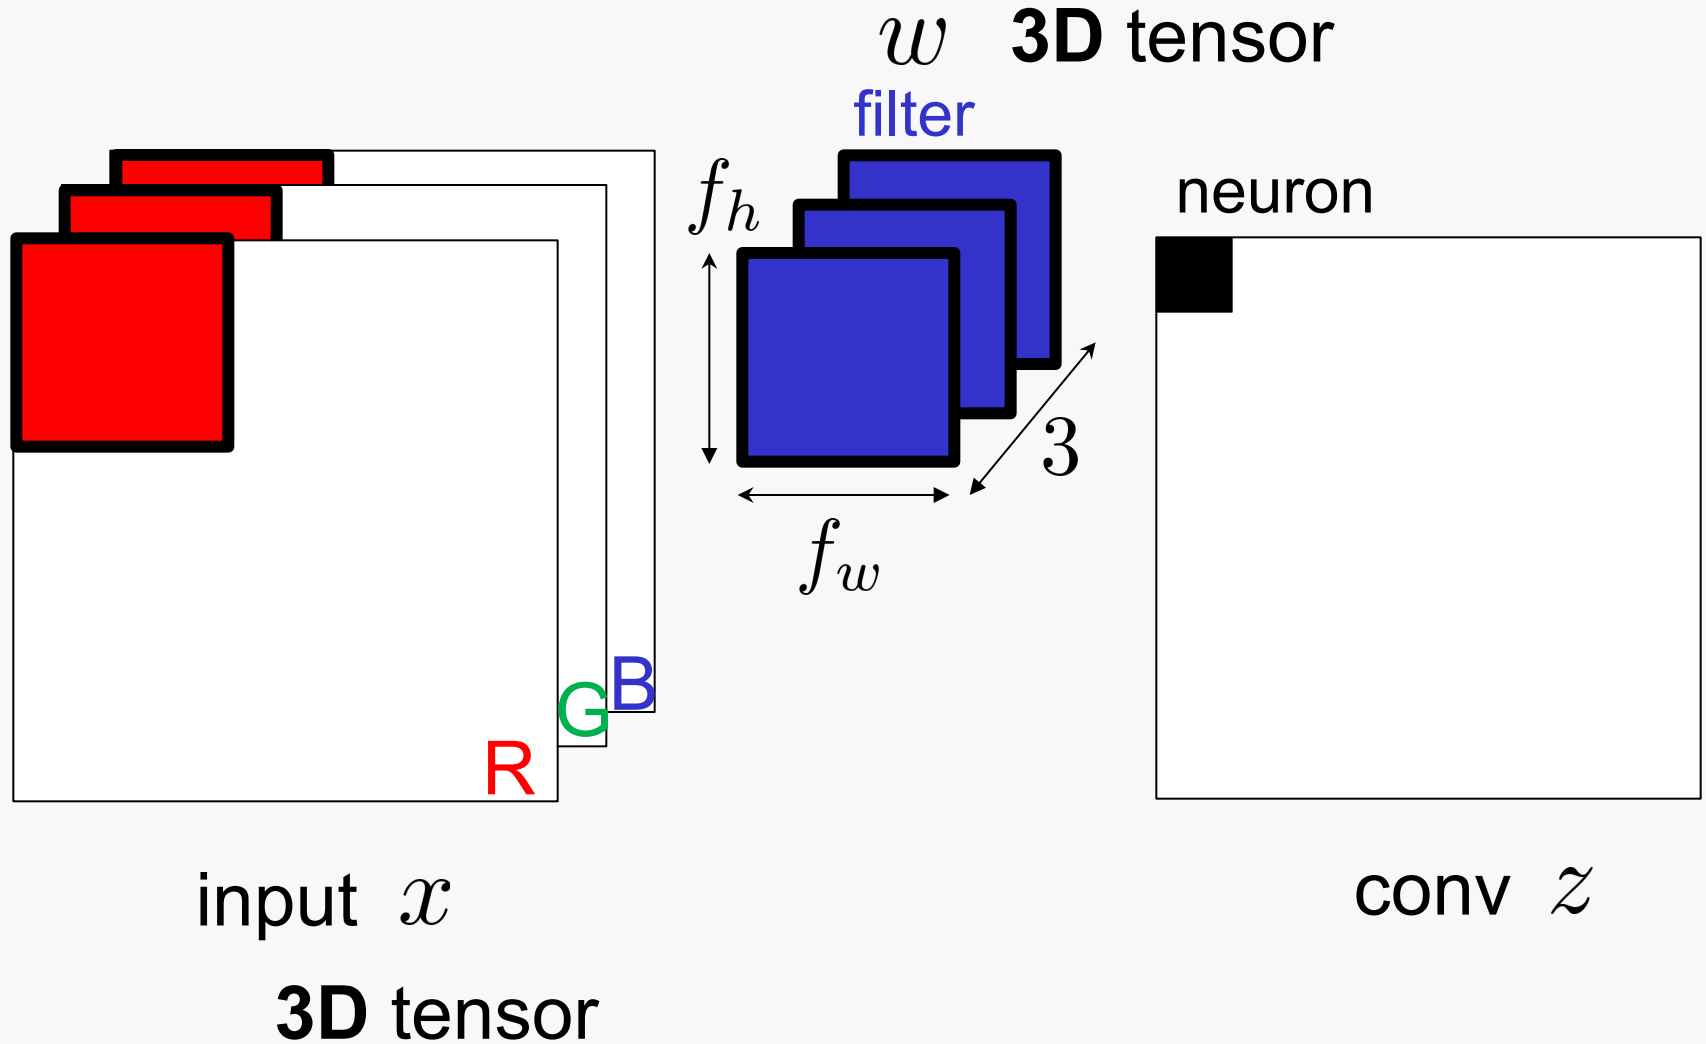 w 3D tensor
filter
f_h
neuron
3
f_w
B
G
R
input x
conv z
3D tensor